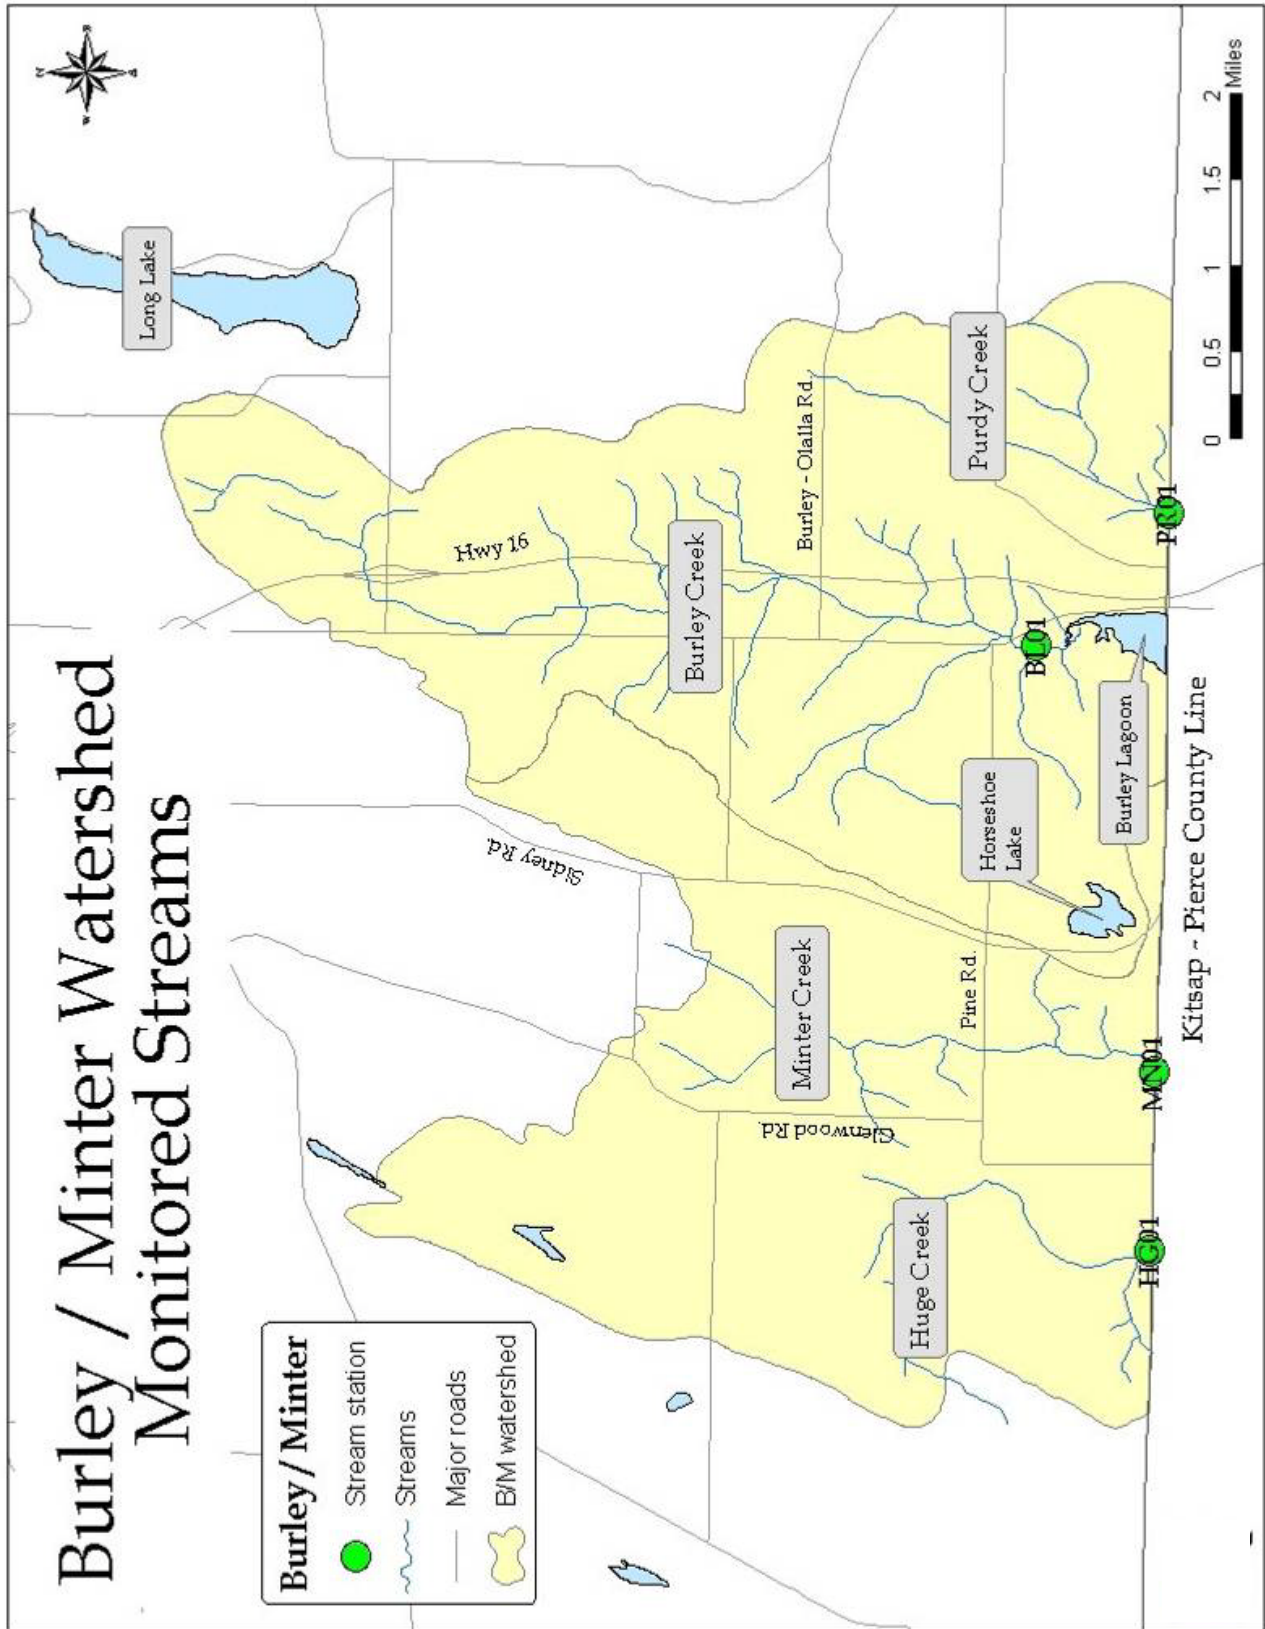 Burley / Minter Watershed
Monitored Streams
N
Long Lake
Hwy 16
Sidney Rd.
Burley Creek
Burley - Olalla Rd.
Minter Creek
Glenwood Rd.
Purdy Creek
Pine Rd.
Horseshoe
Lake
Huge Creek
Burley Lagoon
BL01
PR01
MN01
HG01
Kitsap - Pierce County Line
Burley / Minter
Stream station
Streams
Major roads
B/M watershed
0 0.5 1 1.5 2 Miles